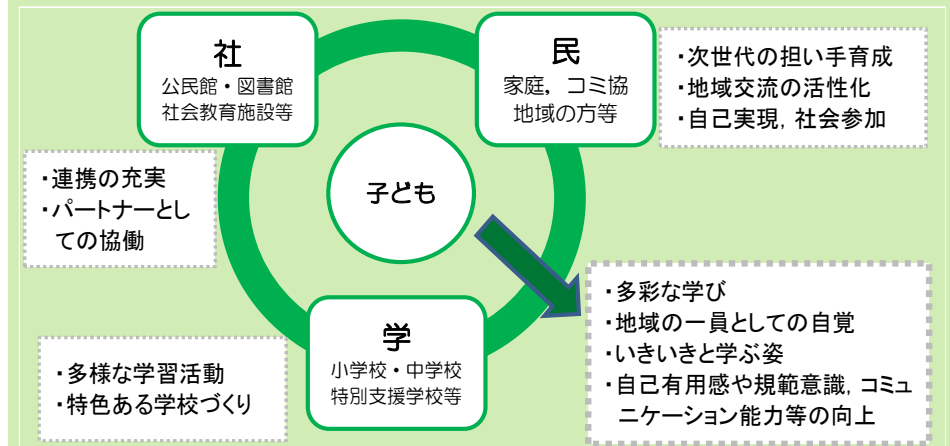 社
公民館・図書館
社会教育施設等
民
家庭，コミ協
地域の方等
・次世代の担い手育成
・地域交流の活性化
・自己実現，社会参加
・連携の充実
・パートナーとし
ての協働
子ども
学
小学校・中学校
特別支援学校等
・多様な学習活動
・特色ある学校づくり
・多彩な学び
・地域の一員としての自覚
・いきいきと学ぶ姿
・自己有用感や規範意識，コミュ
ニケーション能力等の向上